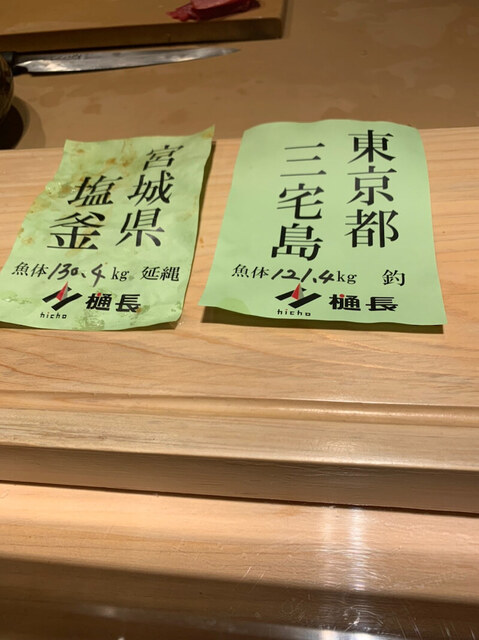 宮城県
塩釜
魚体130.4kg 延縄
hicho 樋長
東京都
三宅島
魚体121.4kg 釣
hicho 樋長